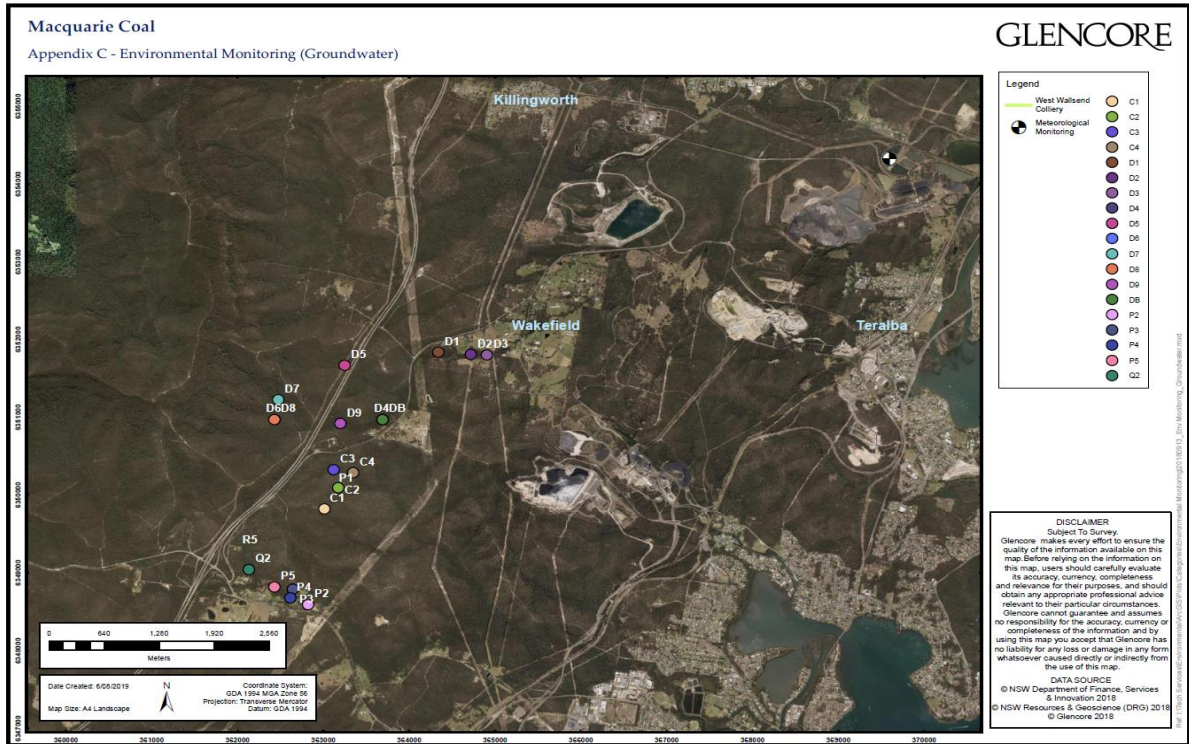 Macquarie Coal
Appendix C - Environmental Monitoring (Groundwater)
GLENCORE
Killingworth
Wakefield
Teralba
D1
D2D3
D5
D7
D6D8
D9
D4DB
C3
C4
P1
C2
C1
R5
Q2
P5
P4
P2
P3
6355000
6354000
6353000
6352000
6351000
6350000
6349000
6348000
6347000
360000
361000
362000
363000
364000
365000
366000
367000
368000
369000
370000
0 640 1,280 1,920 2,560
Meters
Date Created: 6/08/2019
Map Size: A4 Landscape
N
Coordinate System:
GDA 1994 MGA Zone 56
Projection: Transverse Mercator
Datum: GDA 1994
Legend
West Wallsend
Colliery
Meteorological
Monitoring
C1
C2
C3
C4
D1
D2
D3
D4
D5
D6
D7
D8
D9
DB
P2
P3
P4
P5
Q2
DISCLAIMER
Subject To Survey.
Glencore makes every effort to ensure the
quality of the information available on this
map.Before relying on the information on
this map, users should carefully evaluate
its accuracy, currency, completeness
and relevance for their purposes, and should
obtain any appropriate professional advice
relevant to their particular circumstances.
Glencore cannot guarantee and assumes
no responsibility for the accuracy, currency or
completeness of the information and by
using this map you accept that Glencore has
no liability for any loss or damage in any form
whatsoever caused directly or indirectly from
the use of this map.
DATA SOURCE
© NSW Department of Finance, Services
& Innovation 2018
© NSW Resources & Geoscience (DRG) 2018
© Glencore 2018